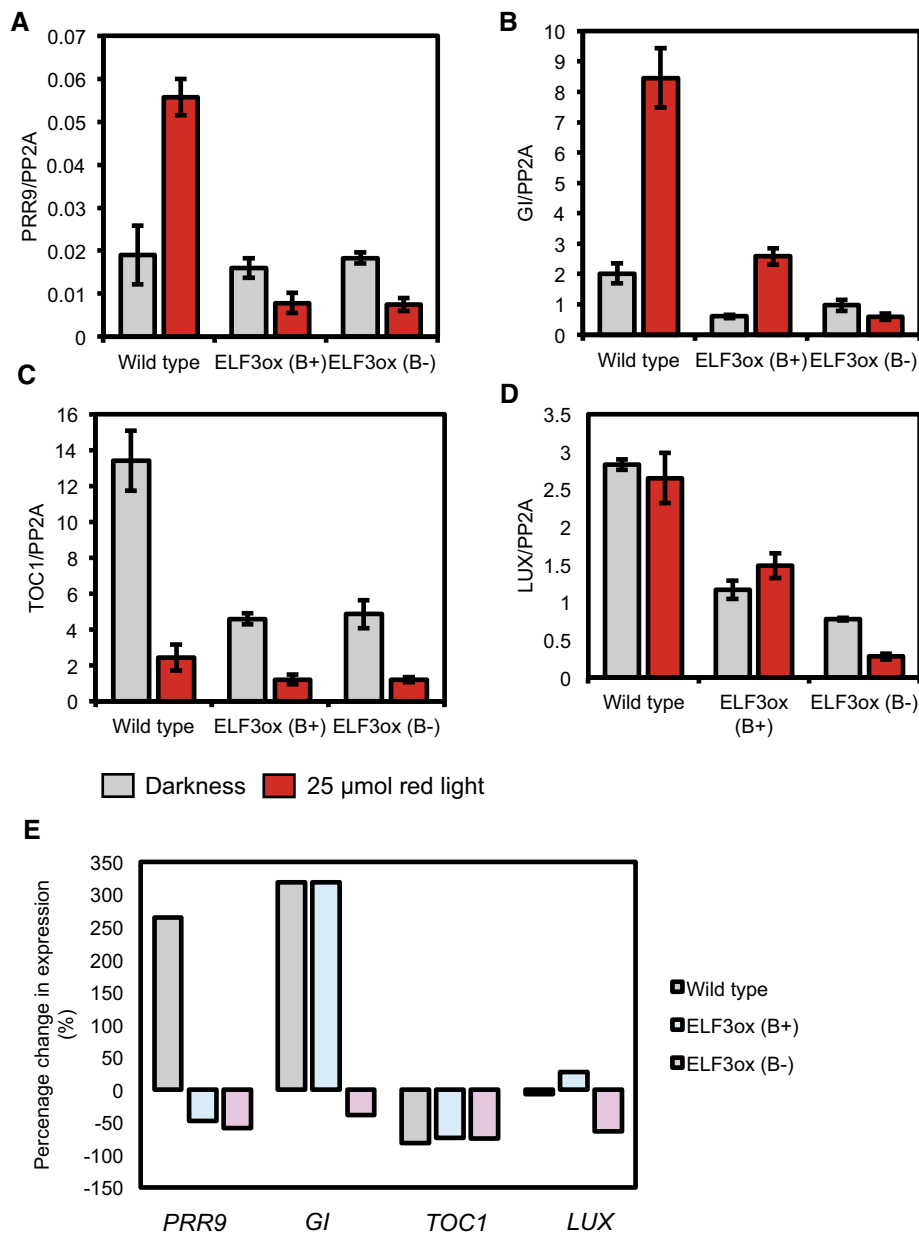 A
PRR9/PP2A
0.07
0.06
0.05
0.04
0.03
0.02
0.01
0
Wild type ELF3ox (B+) ELF3ox (B-)
B
GI/PP2A
10
9
8
7
6
5
4
3
2
1
0
Wild type ELF3ox (B+) ELF3ox (B-)
C
TOC1/PP2A
16
14
12
10
8
6
4
2
0
Wild type ELF3ox (B+) ELF3ox (B-)
D
LUX/PP2A
3.5
3
2.5
2
1.5
1
0.5
0
Wild type ELF3ox (B+) ELF3ox (B-)
Darkness 25 µmol red light
E
Percenage change in expression
(%)
350
300
250
200
150
100
50
0
-50
-100
-150
PRR9 GI TOC1 LUX
Wild type
ELF3ox (B+)
ELF3ox (B-)